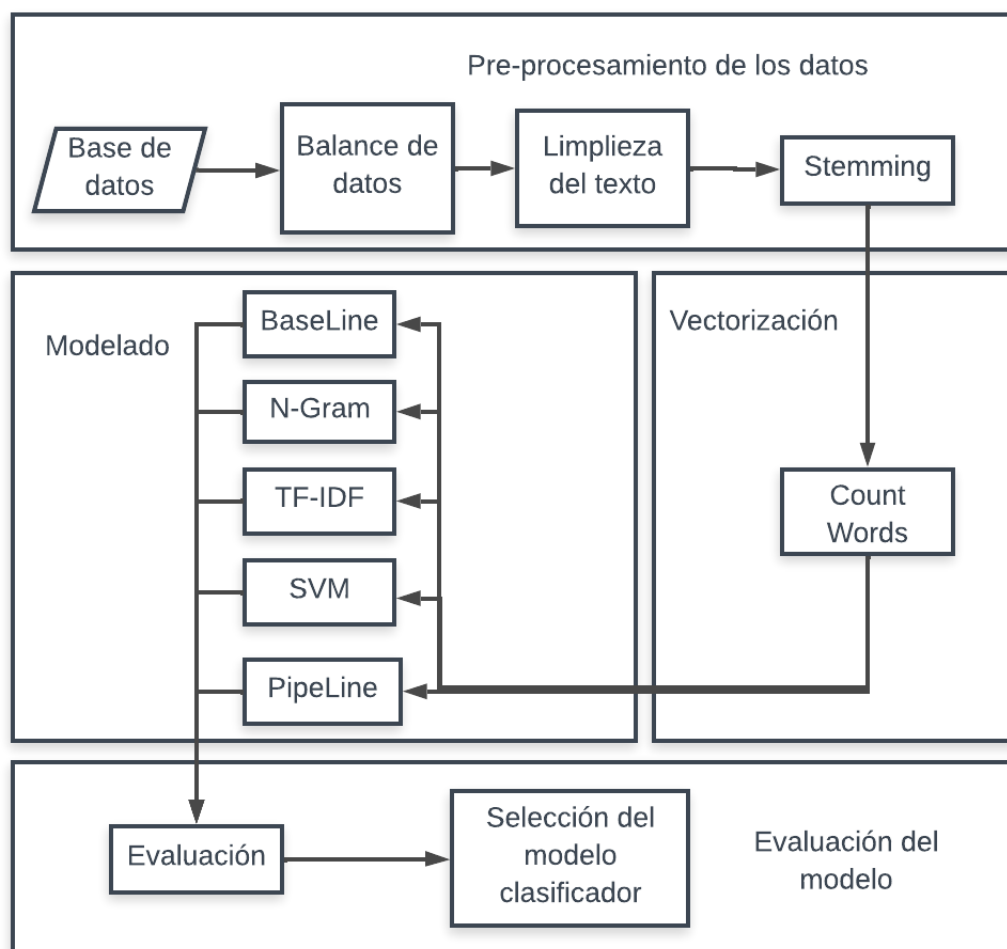 Pre-procesamiento de los datos
Base de
datos
Balance de
datos
Limplieza
del texto
Stemming
Modelado
BaseLine
N-Gram
TF-IDF
SVM
PipeLine
Vectorización
Count
Words
Evaluación
Selección del
modelo
clasificador
Evaluación del
modelo